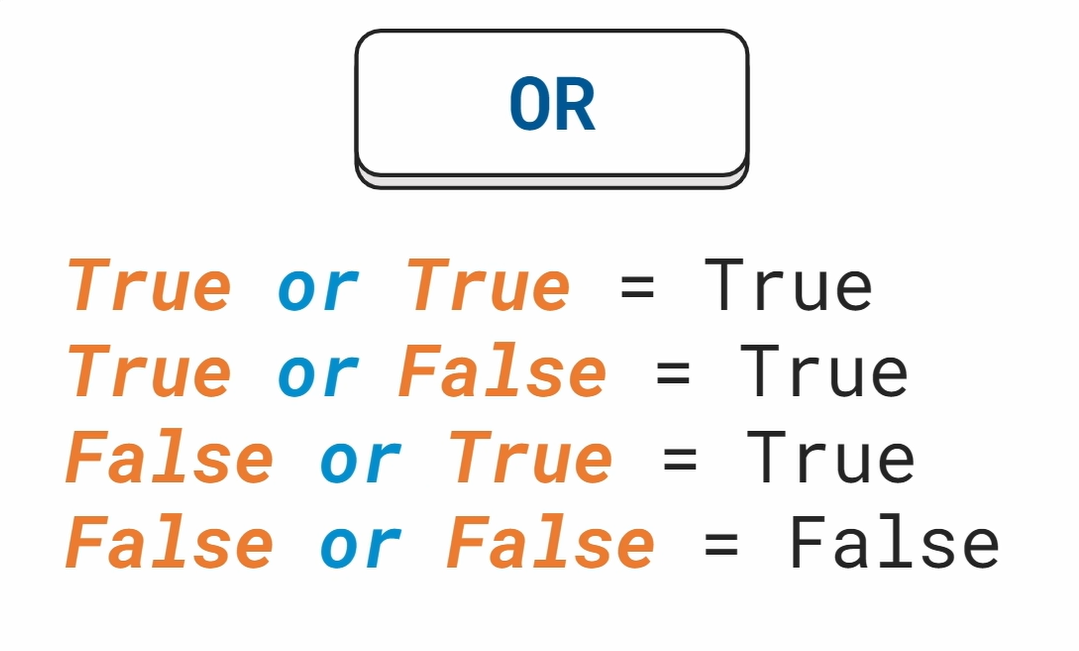 OR
True or True = True
True or False = True
False or True = True
False or False = False